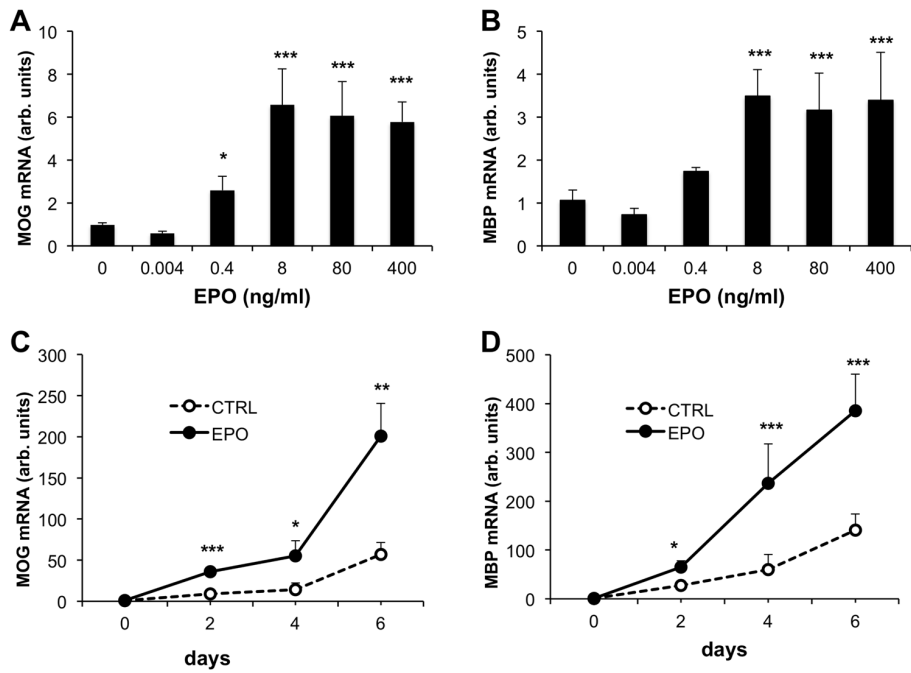 A
MOG mRNA (arb. units)
10
8
6
4
2
0
*
***
***
***
0 0.004 0.4 8 80 400
EPO (ng/ml)
B
MBP mRNA (arb. units)
5
4
3
2
1
0
***
***
***
0 0.004 0.4 8 80 400
EPO (ng/ml)
C
MOG mRNA (arb. units)
300
250
200
150
100
50
0
CTRL
EPO
***
*
**
0 2 4 6
days
D
MBP mRNA (arb. units)
500
400
300
200
100
0
CTRL
EPO
*
***
***
0 2 4 6
days